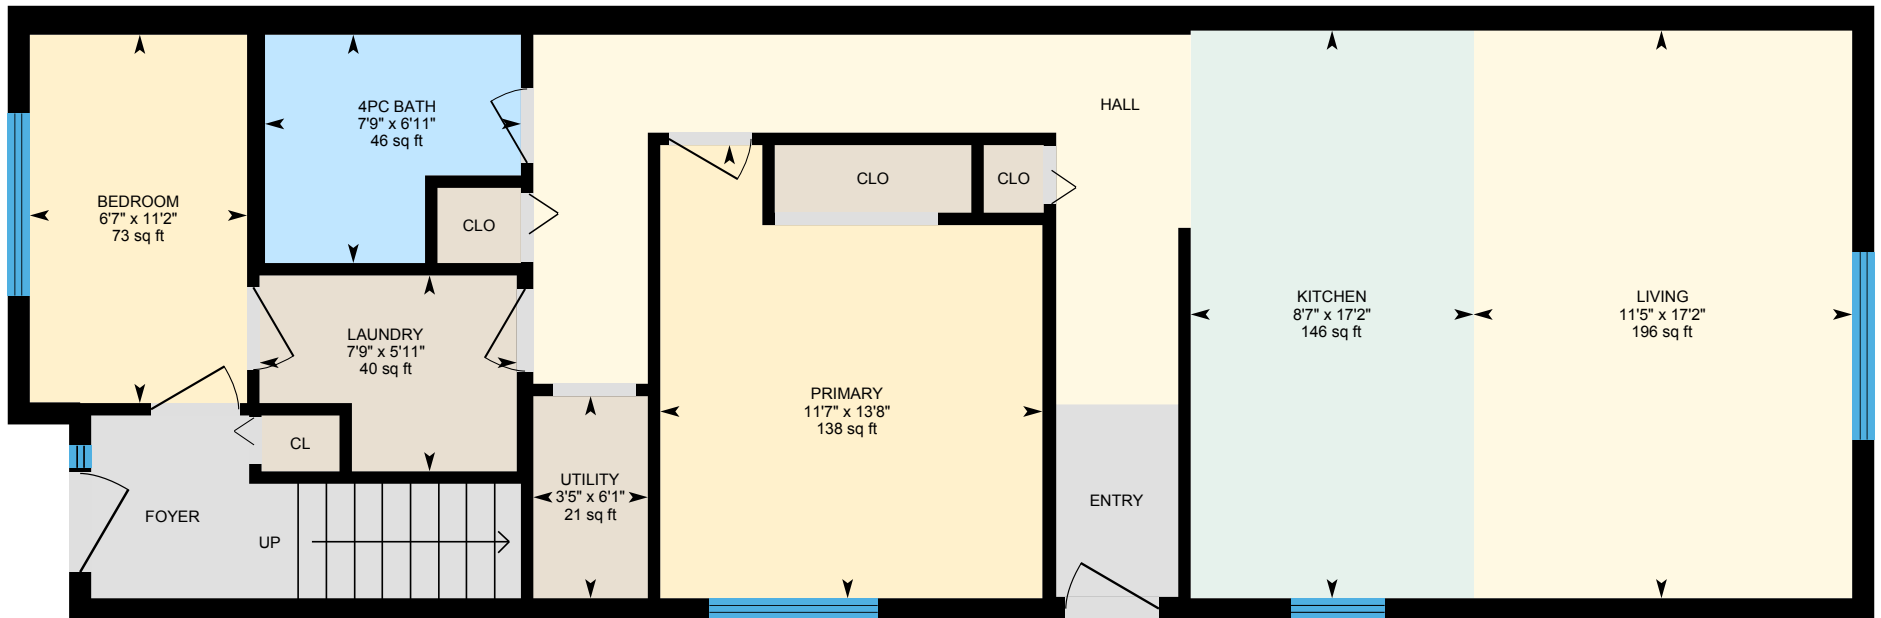 4PC BATH
7'9" x 6'11"
46 sq ft
HALL
CLO
CLO
BEDROOM
6'7" x 11'2"
73 sq ft
CLO
KITCHEN
8'7" x 17'2"
146 sq ft
LIVING
11'5" x 17'2"
196 sq ft
LAUNDRY
7'9" x 5'11"
40 sq ft
PRIMARY
11'7" x 13'8"
138 sq ft
CL
UTILITY
3'5" x 6'1"
21 sq ft
ENTRY
FOYER
UP